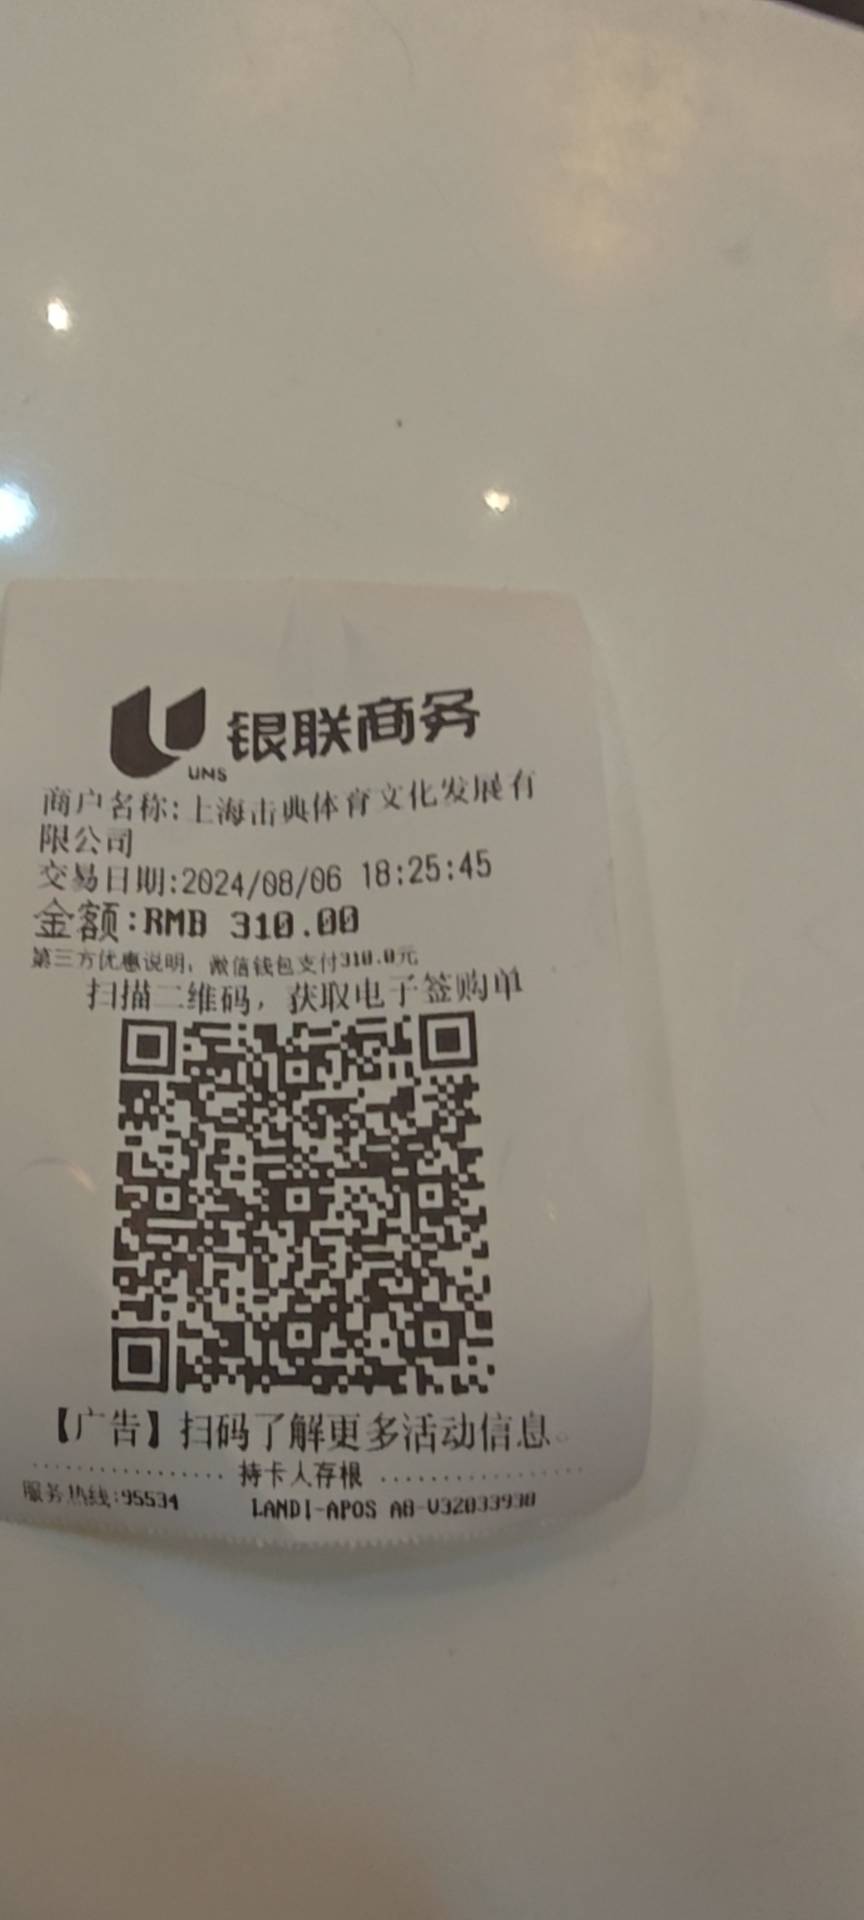 银联商务
UNS
商户名称:上海击典体育文化发展有
限公司
交易日期:2024/08/06 18:25:45
金额:RMB 310.00
第三方优惠说明，微信钱包支付310.0元
扫描二维码，获取电子签购单
【广告】扫码了解更多活动信息。
持卡人存根
服务热线:95534 LANDI-APOS A8-V32033930